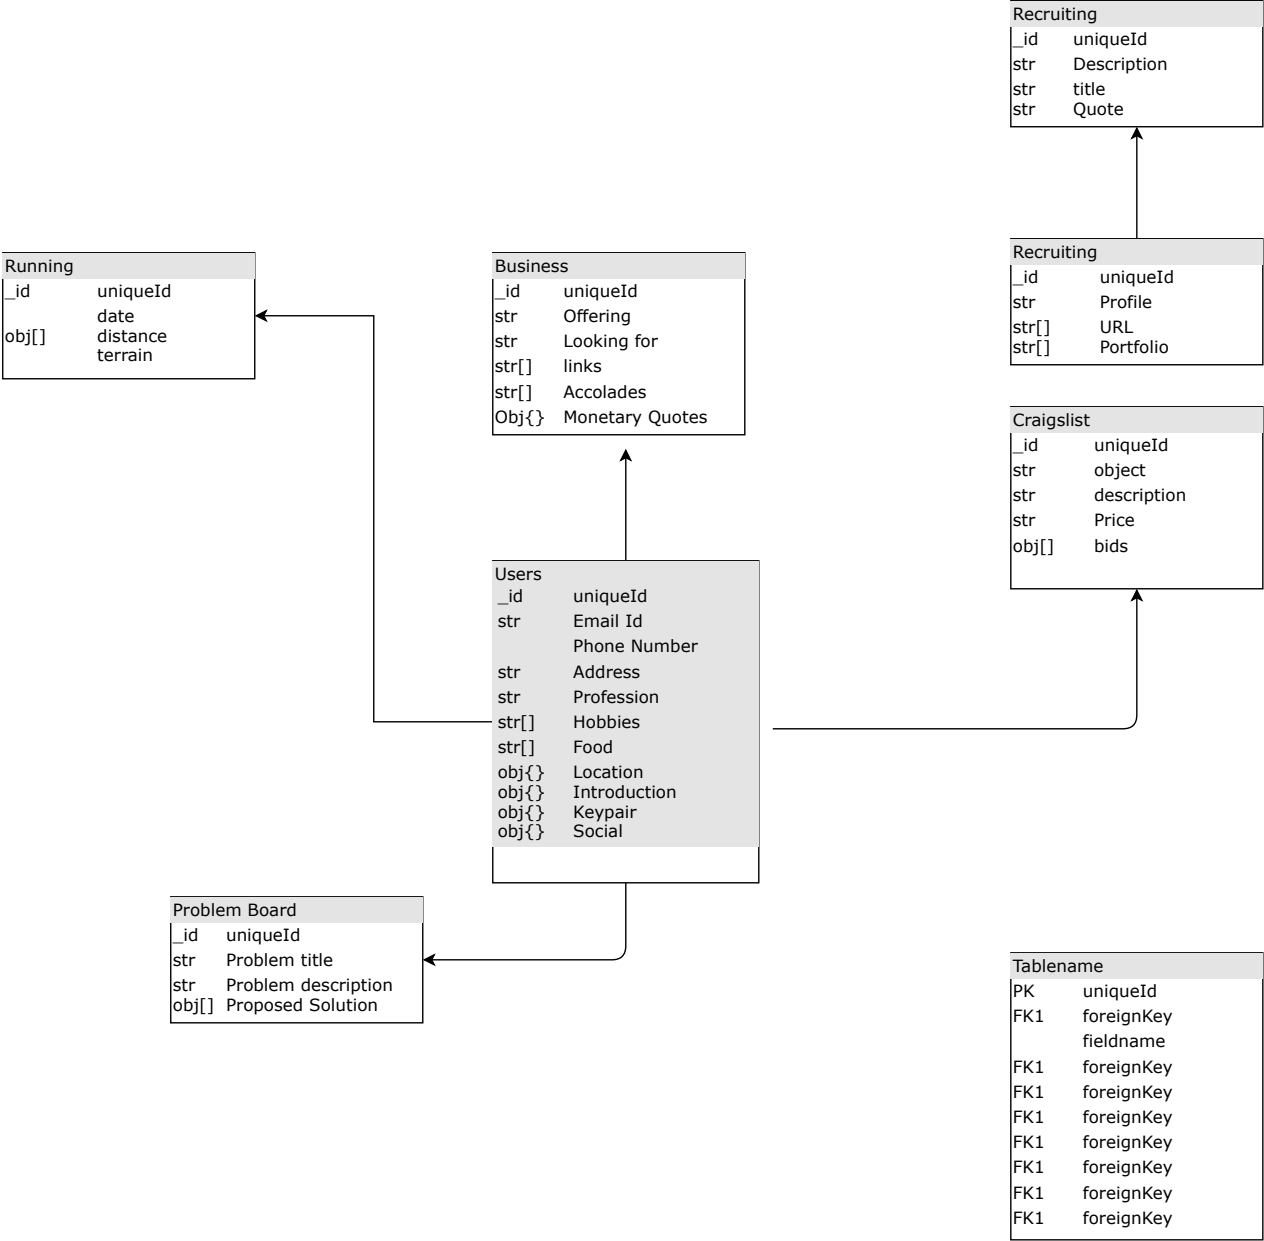 Recruiting
_id uniqueId
str Description
str title
str Quote
Recruiting
_id uniqueId
str Profile
str[] URL
str[] Portfolio
Running
_id uniqueId
date
obj[] distance
terrain
Business
_id uniqueId
str Offering
str Looking for
str[] links
str[] Accolades
Obj{} Monetary Quotes
Craigslist
_id uniqueId
str object
str description
str Price
obj[] bids
Users
_id uniqueId
str Email Id
Phone Number
str Address
str Profession
str[] Hobbies
str[] Food
obj{} Location
obj{} Introduction
obj{} Keypair
obj{} Social
Problem Board
_id uniqueId
str Problem title
str Problem description
obj[] Proposed Solution
Tablename
PK uniqueId
FK1 foreignKey
fieldname
FK1 foreignKey
FK1 foreignKey
FK1 foreignKey
FK1 foreignKey
FK1 foreignKey
FK1 foreignKey
FK1 foreignKey